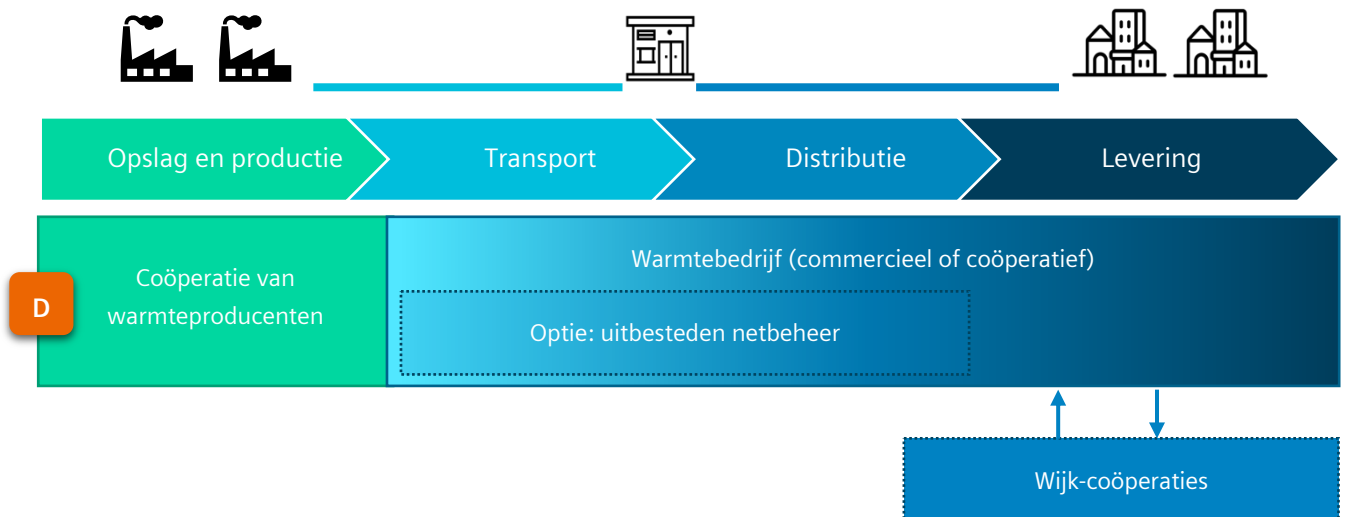 Opslag en productie
Transport
Distributie
Levering
D
Coöperatie van
warmteproducenten
Warmtebedrijf (commercieel of coöperatief)
Optie: uitbesteden netbeheer
Wijk-coöperaties